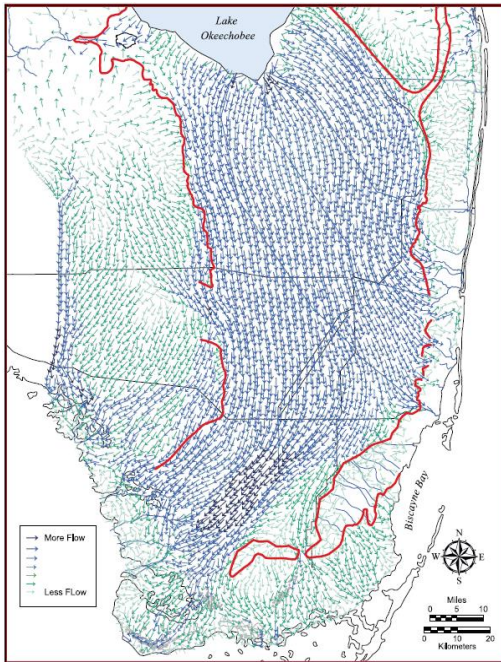 Lake
Okeechobee
Biscayne Bay
More Flow
Less Flow
N
W
E
S
Miles
0
5
10
0
10
20
Kilometers